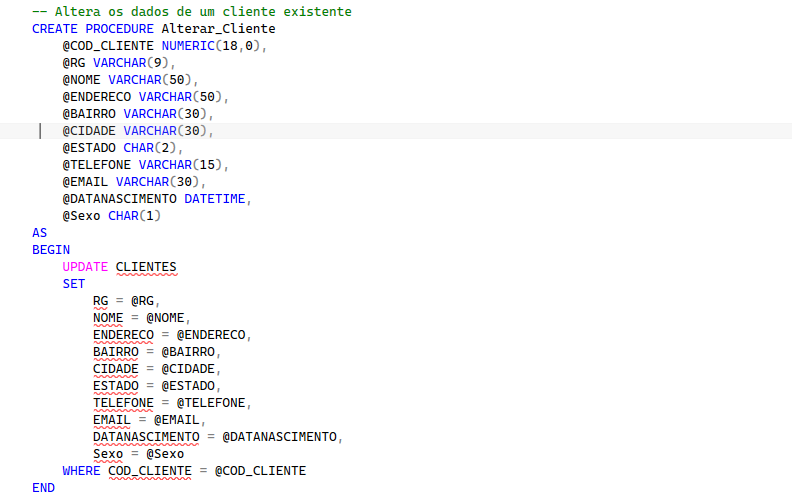 -- Altera os dados de um cliente existente
CREATE PROCEDURE Alterar_Cliente
@COD_CLIENTE NUMERIC(18,0),
@RG VARCHAR(9),
@NOME VARCHAR(50),
@ENDERECO VARCHAR(50),
@BAIRRO VARCHAR(30),
@CIDADE VARCHAR(30),
@ESTADO CHAR(2),
@TELEFONE VARCHAR(15),
@EMAIL VARCHAR(30),
@DATANASCIMENTO DATETIME,
@Sexo CHAR(1)
AS
BEGIN
UPDATE CLIENTES
SET
RG = @RG,
NOME = @NOME,
ENDERECO = @ENDERECO,
BAIRRO = @BAIRRO,
CIDADE = @CIDADE,
ESTADO = @ESTADO,
TELEFONE = @TELEFONE,
EMAIL = @EMAIL,
DATANASCIMENTO = @DATANASCIMENTO,
Sexo = @Sexo
WHERE COD_CLIENTE = @COD_CLIENTE
END